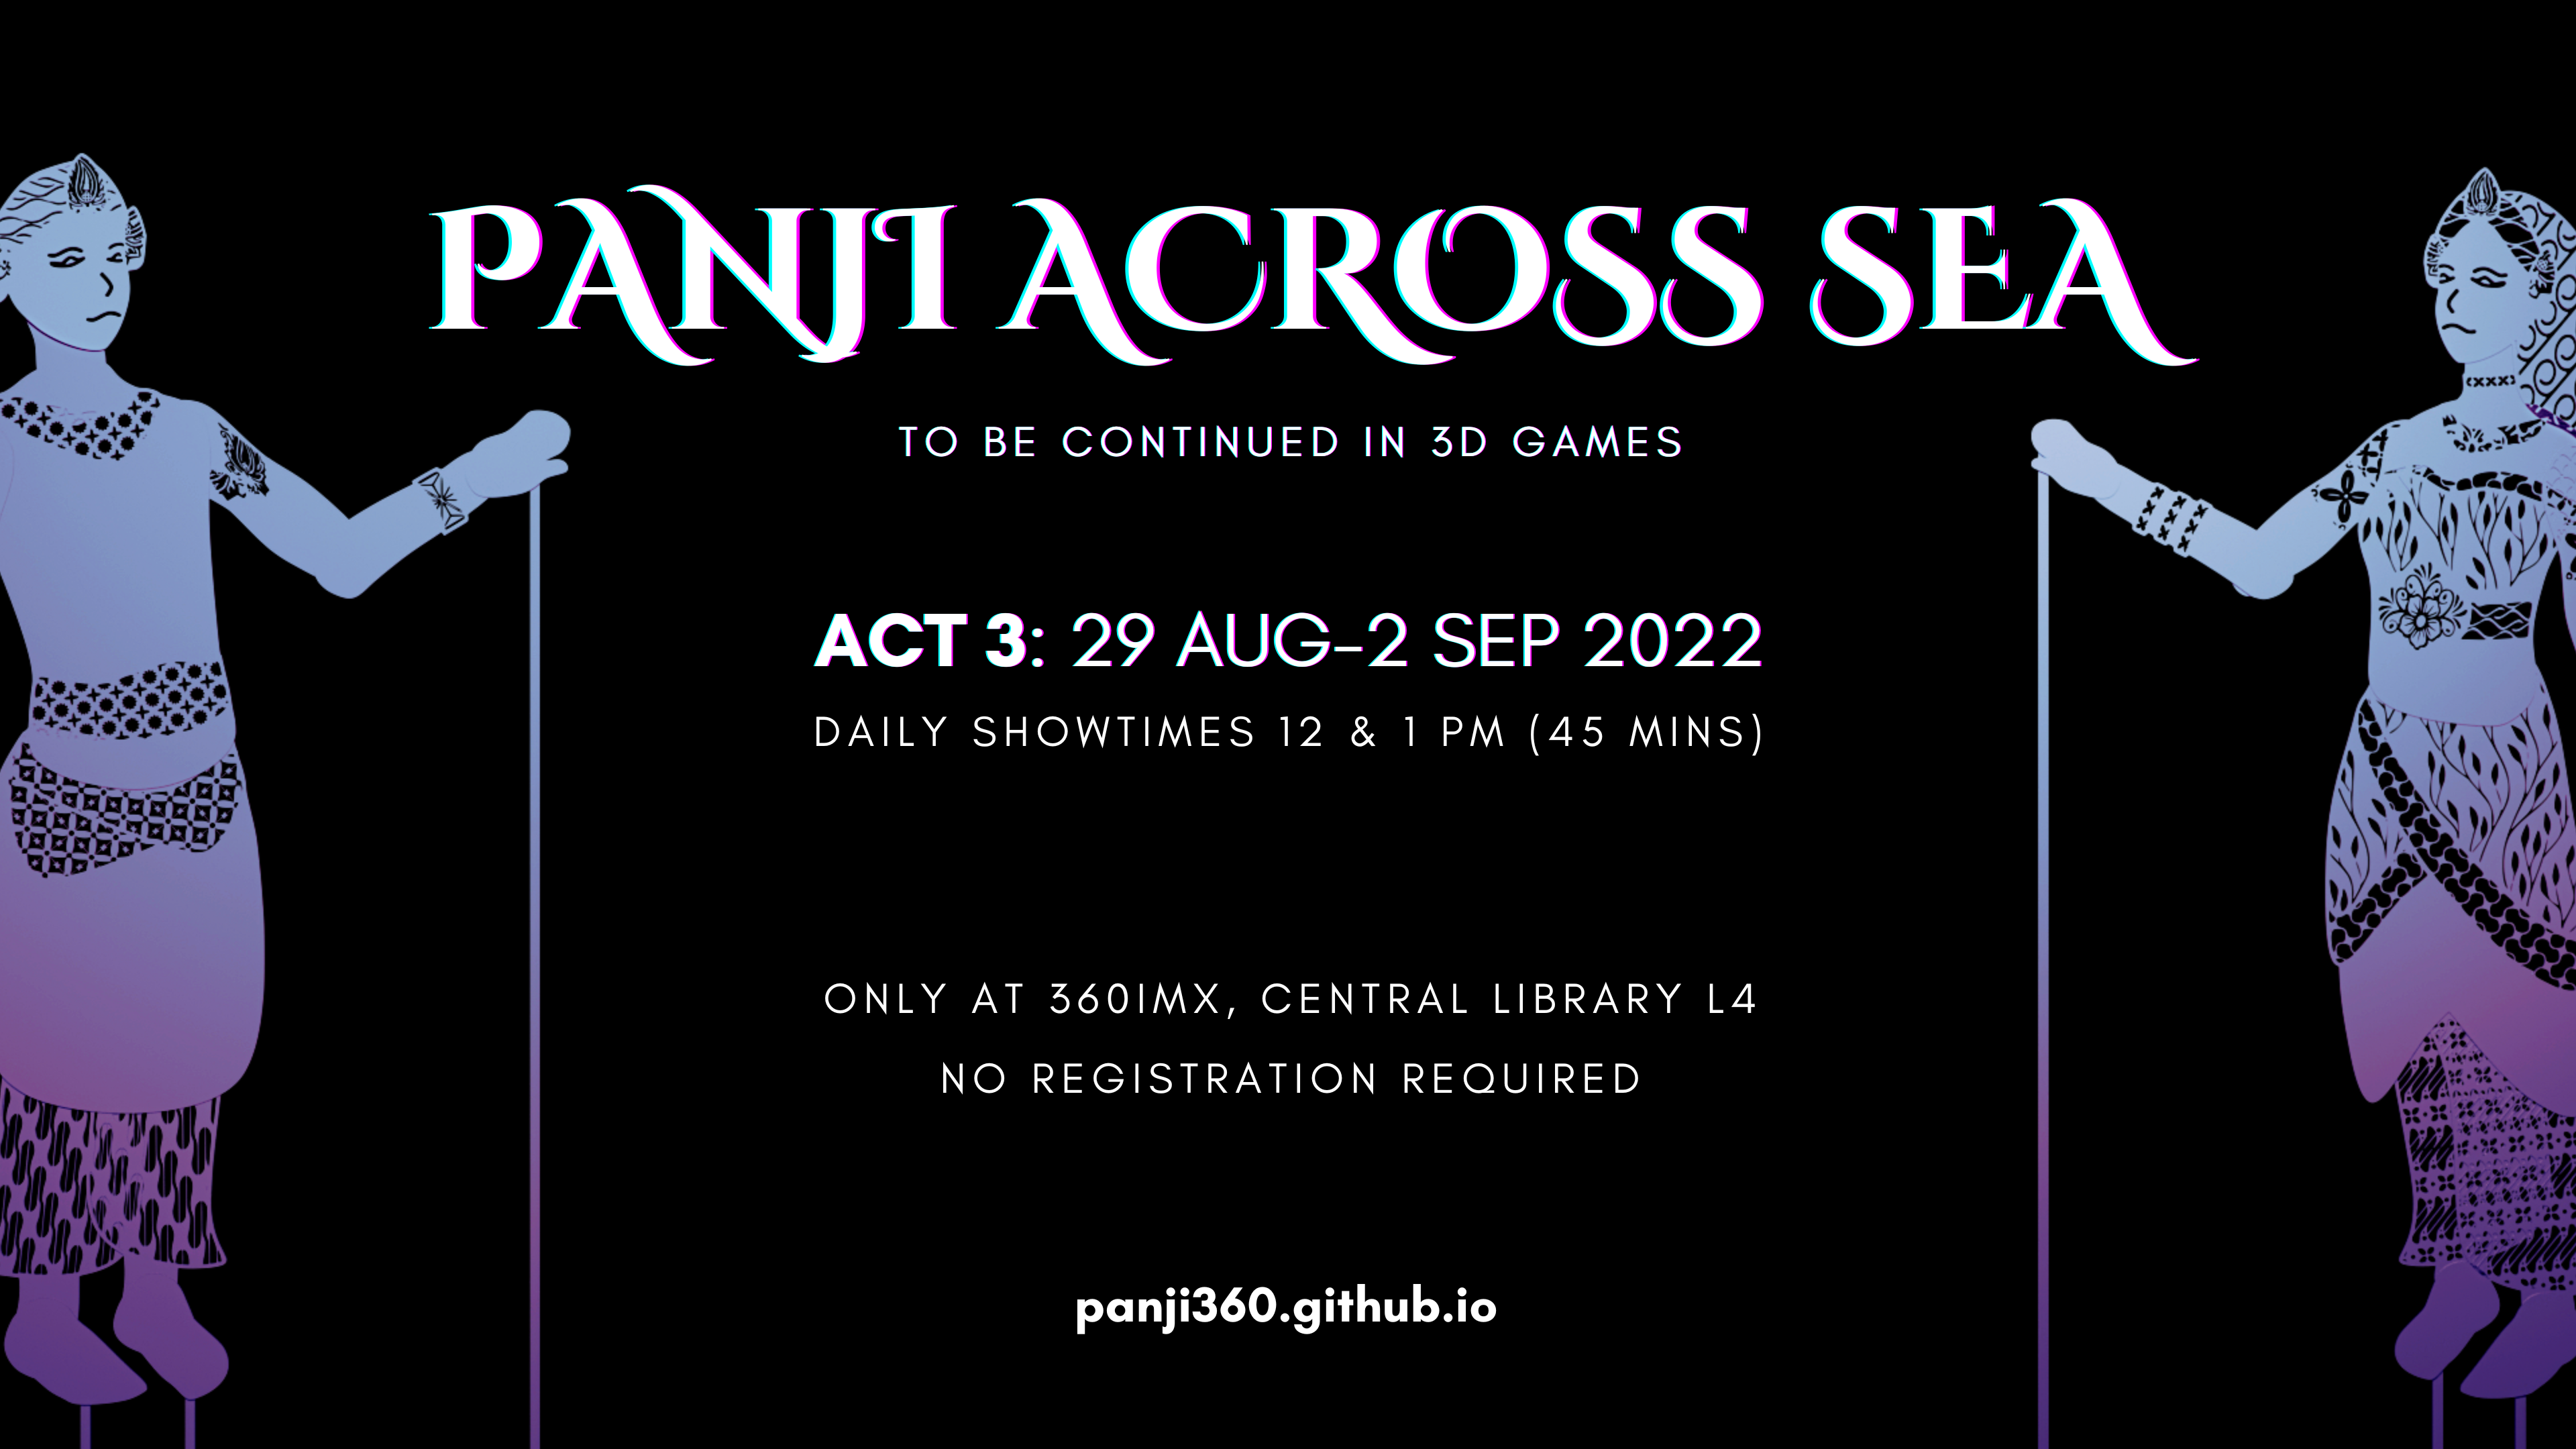 PANJI ACROSS SEA
TO BE CONTINUED IN 3D GAMES
ACT 3: 29 AUG–2 SEP 2022
DAILY SHOWTIMES 12 & 1 PM (45 MINS)
ONLY AT 360IMX, CENTRAL LIBRARY L4
NO REGISTRATION REQUIRED
panji360.github.io